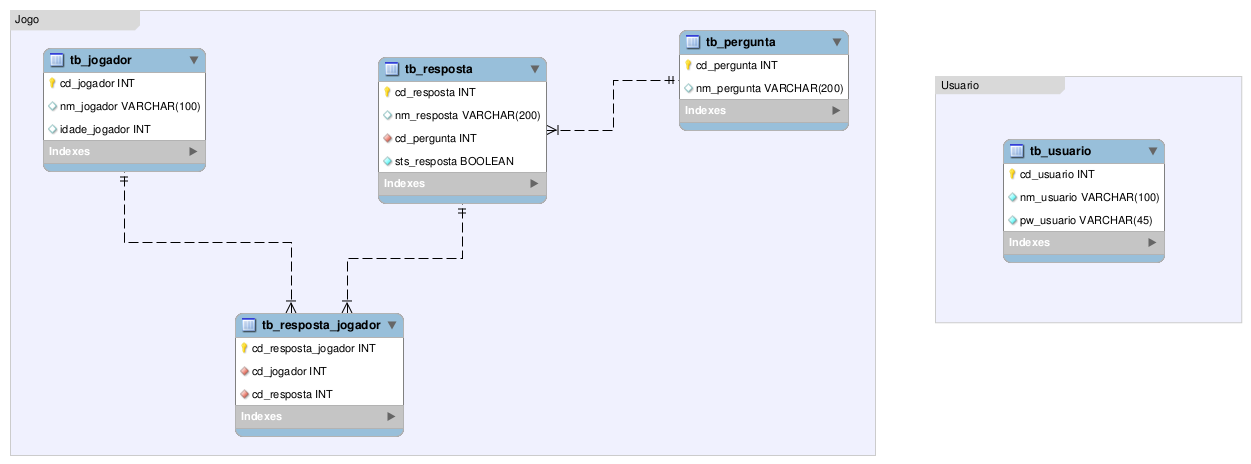 Jogo
tb_jogador
cd_jogador INT
nm_jogador VARCHAR(100)
idade_jogador INT
Indexes
tb_resposta
cd_resposta INT
nm_resposta VARCHAR(200)
cd_pergunta INT
sts_resposta BOOLEAN
Indexes
tb_pergunta
cd_pergunta INT
nm_pergunta VARCHAR(200)
Indexes
tb_resposta_jogador
cd_resposta_jogador INT
cd_jogador INT
cd_resposta INT
Indexes
Usuario
tb_usuario
cd_usuario INT
nm_usuario VARCHAR(100)
pw_usuario VARCHAR(45)
Indexes